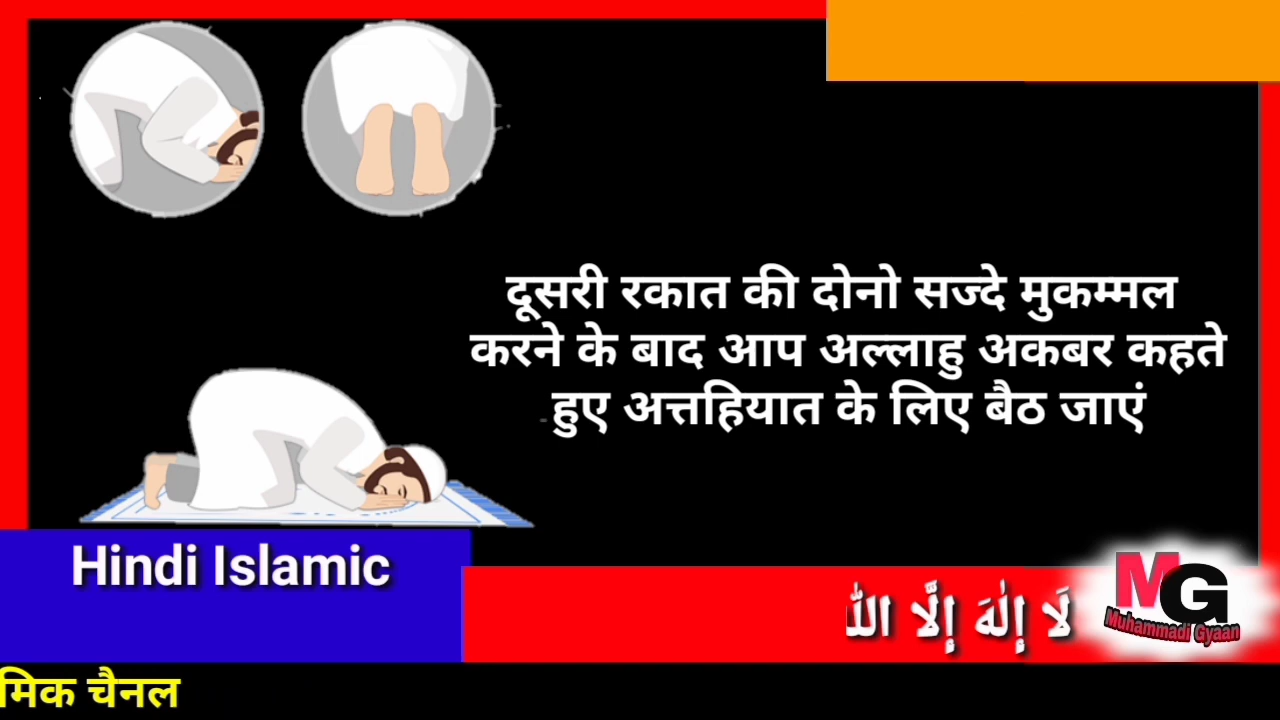 दूसरी रकात की दोनो सज्दे मुकम्मल
करने के बाद आप अल्लाहु अकबर कहते
हुए अत्तहियात के लिए बैठ जाएं
Hindi Islamic
لَا إِلٰهَ إِلَّا اللّٰ
MG
Muhammadi Gyaan
मिक चैनल